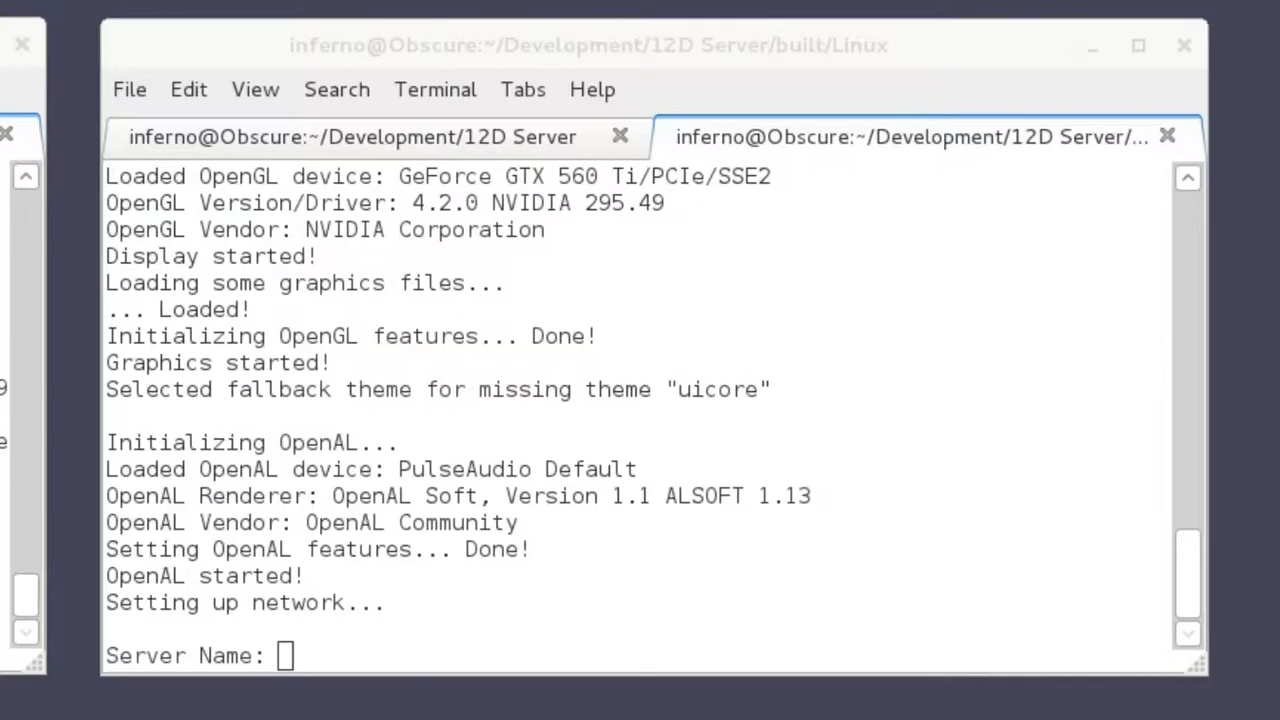 inferno@Obscure:~/Development/12D Server/built/Linux
File Edit View Search Terminal Tabs Help
inferno@Obscure:~/Development/12D Server
inferno@Obscure:~/Development/12D Server/...
Loaded OpenGL device: GeForce GTX 560 Ti/PCIe/SSE2
OpenGL Version/Driver: 4.2.0 NVIDIA 295.49
OpenGL Vendor: NVIDIA Corporation
Display started!
Loading some graphics files...
... Loaded!
Initializing OpenGL features... Done!
Graphics started!
Selected fallback theme for missing theme "uicore"
Initializing OpenAL...
Loaded OpenAL device: PulseAudio Default
OpenAL Renderer: OpenAL Soft, Version 1.1 ALSOFT 1.13
OpenAL Vendor: OpenAL Community
Setting OpenAL features... Done!
OpenAL started!
Setting up network...
Server Name:
9
e